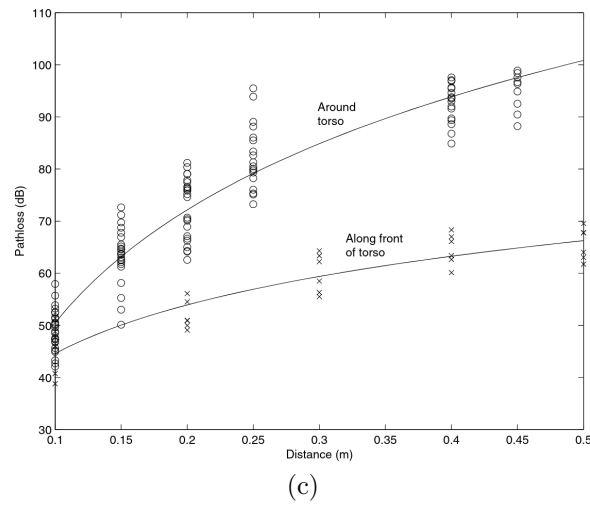 110
100
90
80
70
60
50
40
30
Pathloss (dB)
Around
torso
Along front
of torso
0.1
0.15
0.2
0.25
0.3
0.35
0.4
0.45
0.5
Distance (m)
(c)